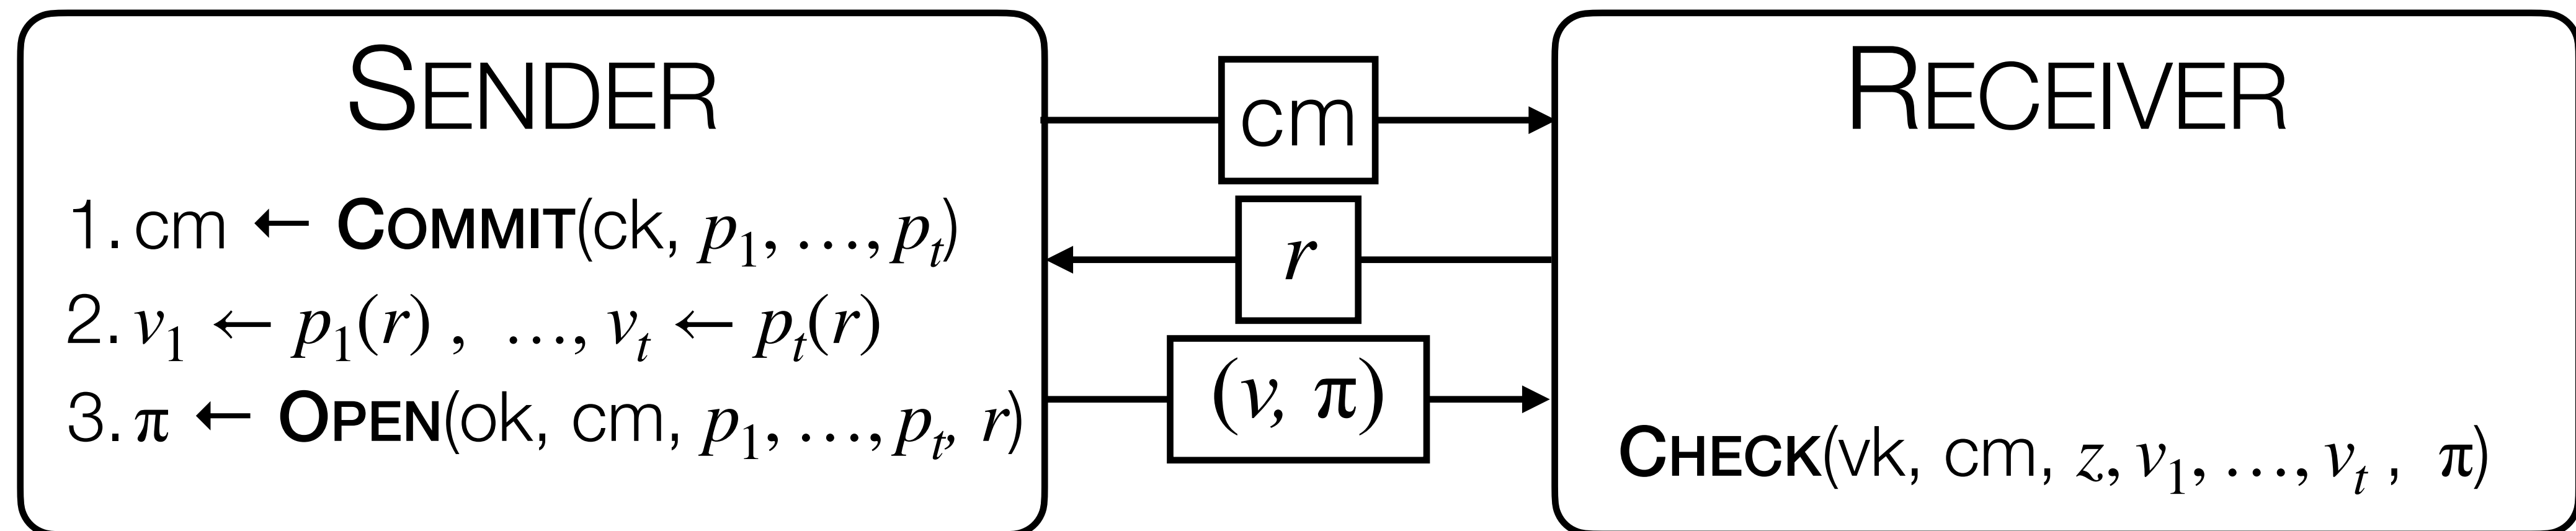 SENDER
1. cm ← COMMIT(ck, p₁, …, pₜ)
2. v₁ ← p₁(r) , …, vₜ ← pₜ(r)
3. π ← OPEN(ok, cm, p₁, …, pₜ, r)
cm
r
(v, π)
RECEIVER
CHECK(vk, cm, z, v₁, …, vₜ , π)